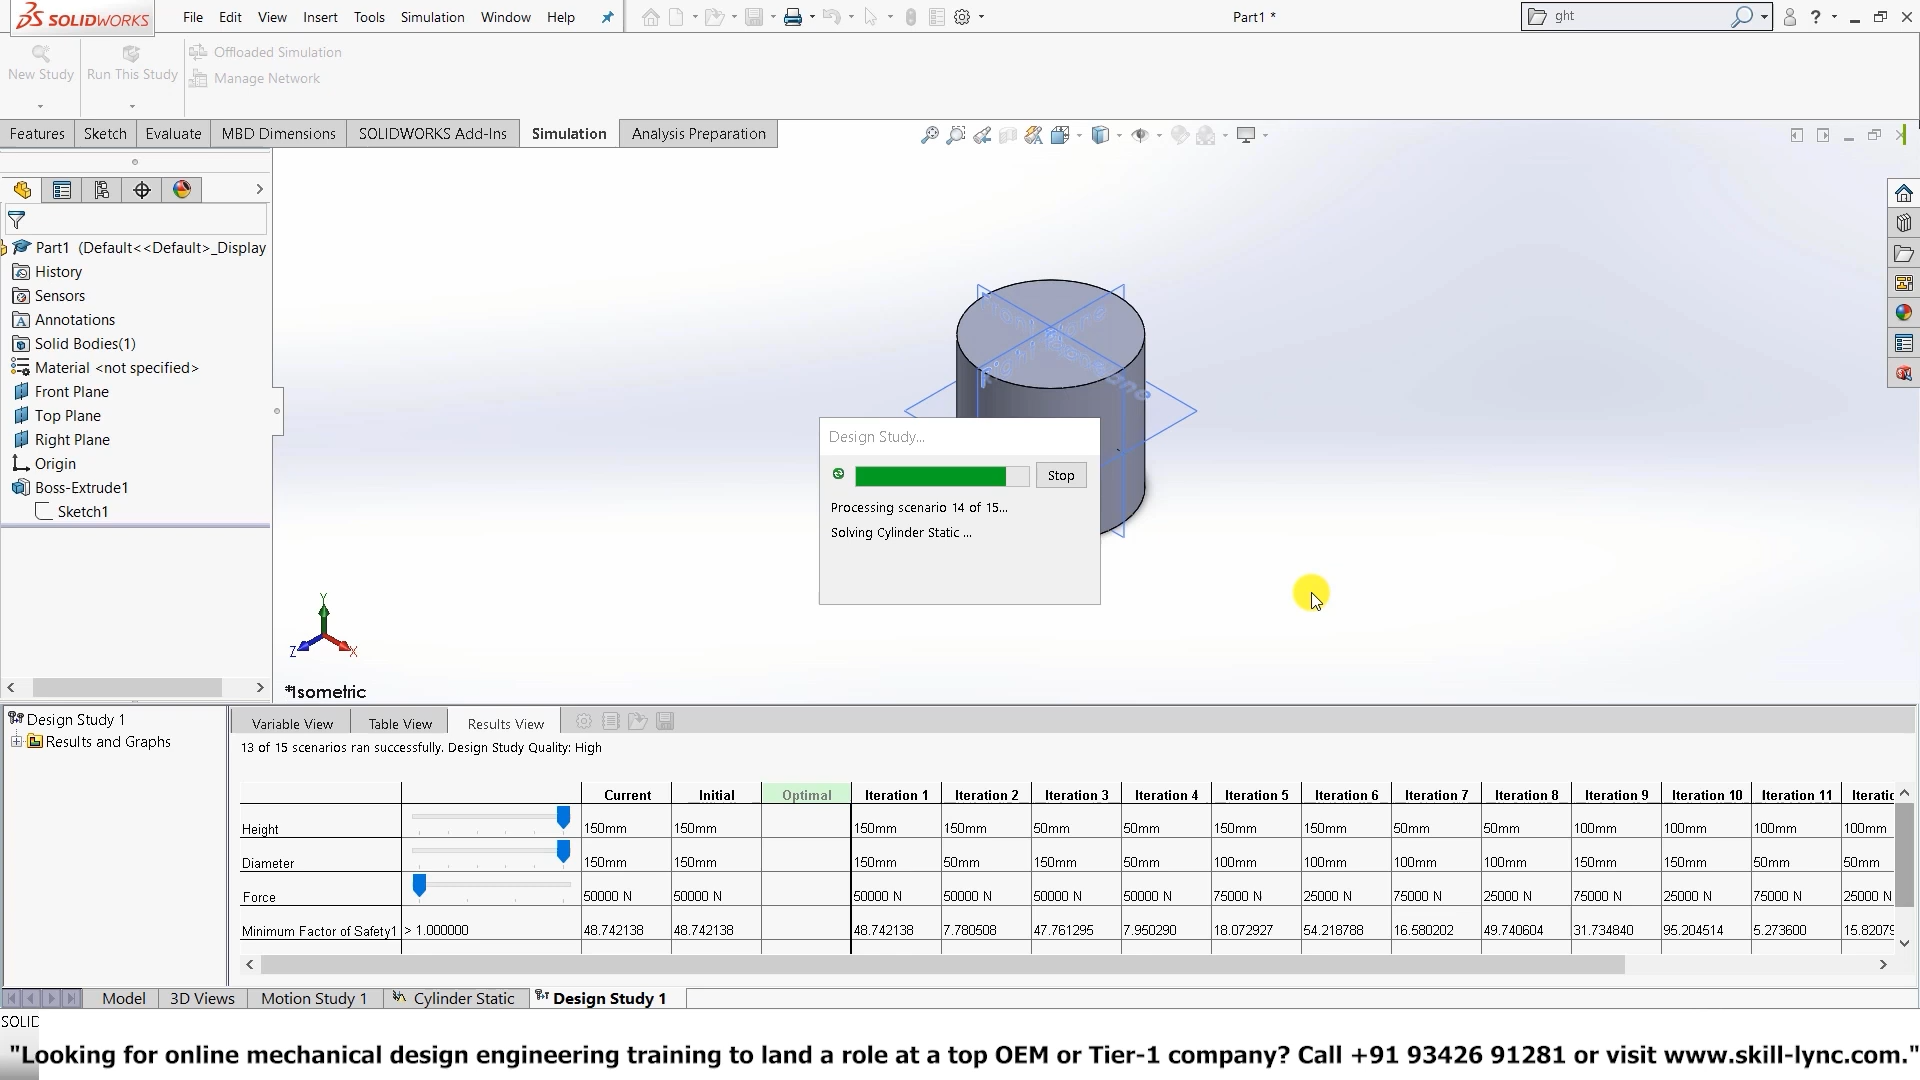 SOLIDWORKS File Edit View Insert Tools Simulation Window Help Part1 * ght ?
New Study Run This Study Offloaded Simulation
Manage Network
Features Sketch Evaluate MBD Dimensions SOLIDWORKS Add-Ins Simulation Analysis Preparation
Part1 (Default<<Default>_Display
History
Sensors
Annotations
Solid Bodies(1)
Material <not specified>
Front Plane
Top Plane
Right Plane
Origin
Boss-Extrude1
Sketch1
Design Study...
Stop
Processing scenario 14 of 15...
Solving Cylinder Static ...
Y
Z X
*Isometric
Design Study 1
Results and Graphs
Variable View Table View Results View
13 of 15 scenarios ran successfully. Design Study Quality: High
Current Initial Optimal Iteration 1 Iteration 2 Iteration 3 Iteration 4 Iteration 5 Iteration 6 Iteration 7 Iteration 8 Iteration 9 Iteration 10 Iteration 11 Iteratio
Height 150mm 150mm 150mm 150mm 50mm 50mm 150mm 150mm 50mm 50mm 100mm 100mm 100mm 100mm
Diameter 150mm 150mm 150mm 50mm 150mm 50mm 100mm 100mm 100mm 100mm 150mm 150mm 50mm 50mm
Force 50000 N 50000 N 50000 N 50000 N 50000 N 50000 N 75000 N 25000 N 75000 N 25000 N 75000 N 25000 N 75000 N 25000 N
Minimum Factor of Safety1 > 1.000000 48.742138 48.742138 48.742138 7.780508 47.761295 7.950290 18.072927 54.218788 16.580202 49.740604 31.734840 95.204514 5.273600 15.82079
Model 3D Views Motion Study 1 Cylinder Static Design Study 1
SOLID
"Looking for online mechanical design engineering training to land a role at a top OEM or Tier-1 company? Call +91 93426 91281 or visit www.skill-lync.com."